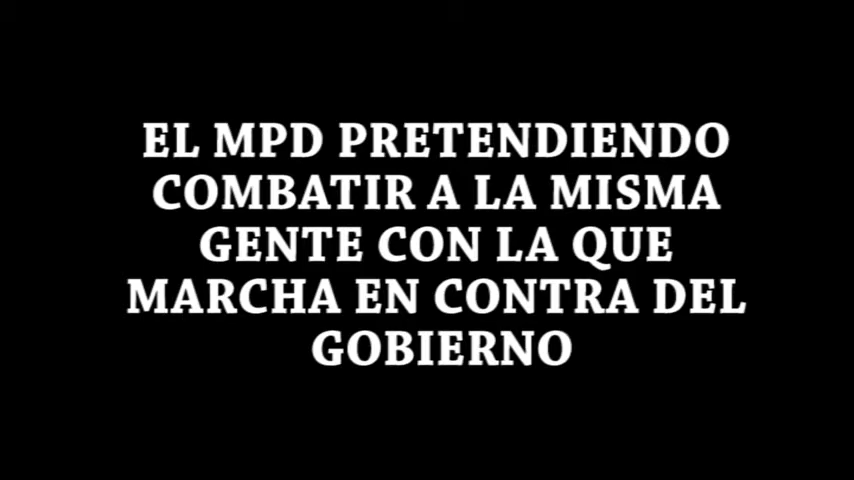 EL MPD PRETENDIENDO
COMBATIR A LA MISMA
GENTE CON LA QUE
MARCHA EN CONTRA DEL
GOBIERNO